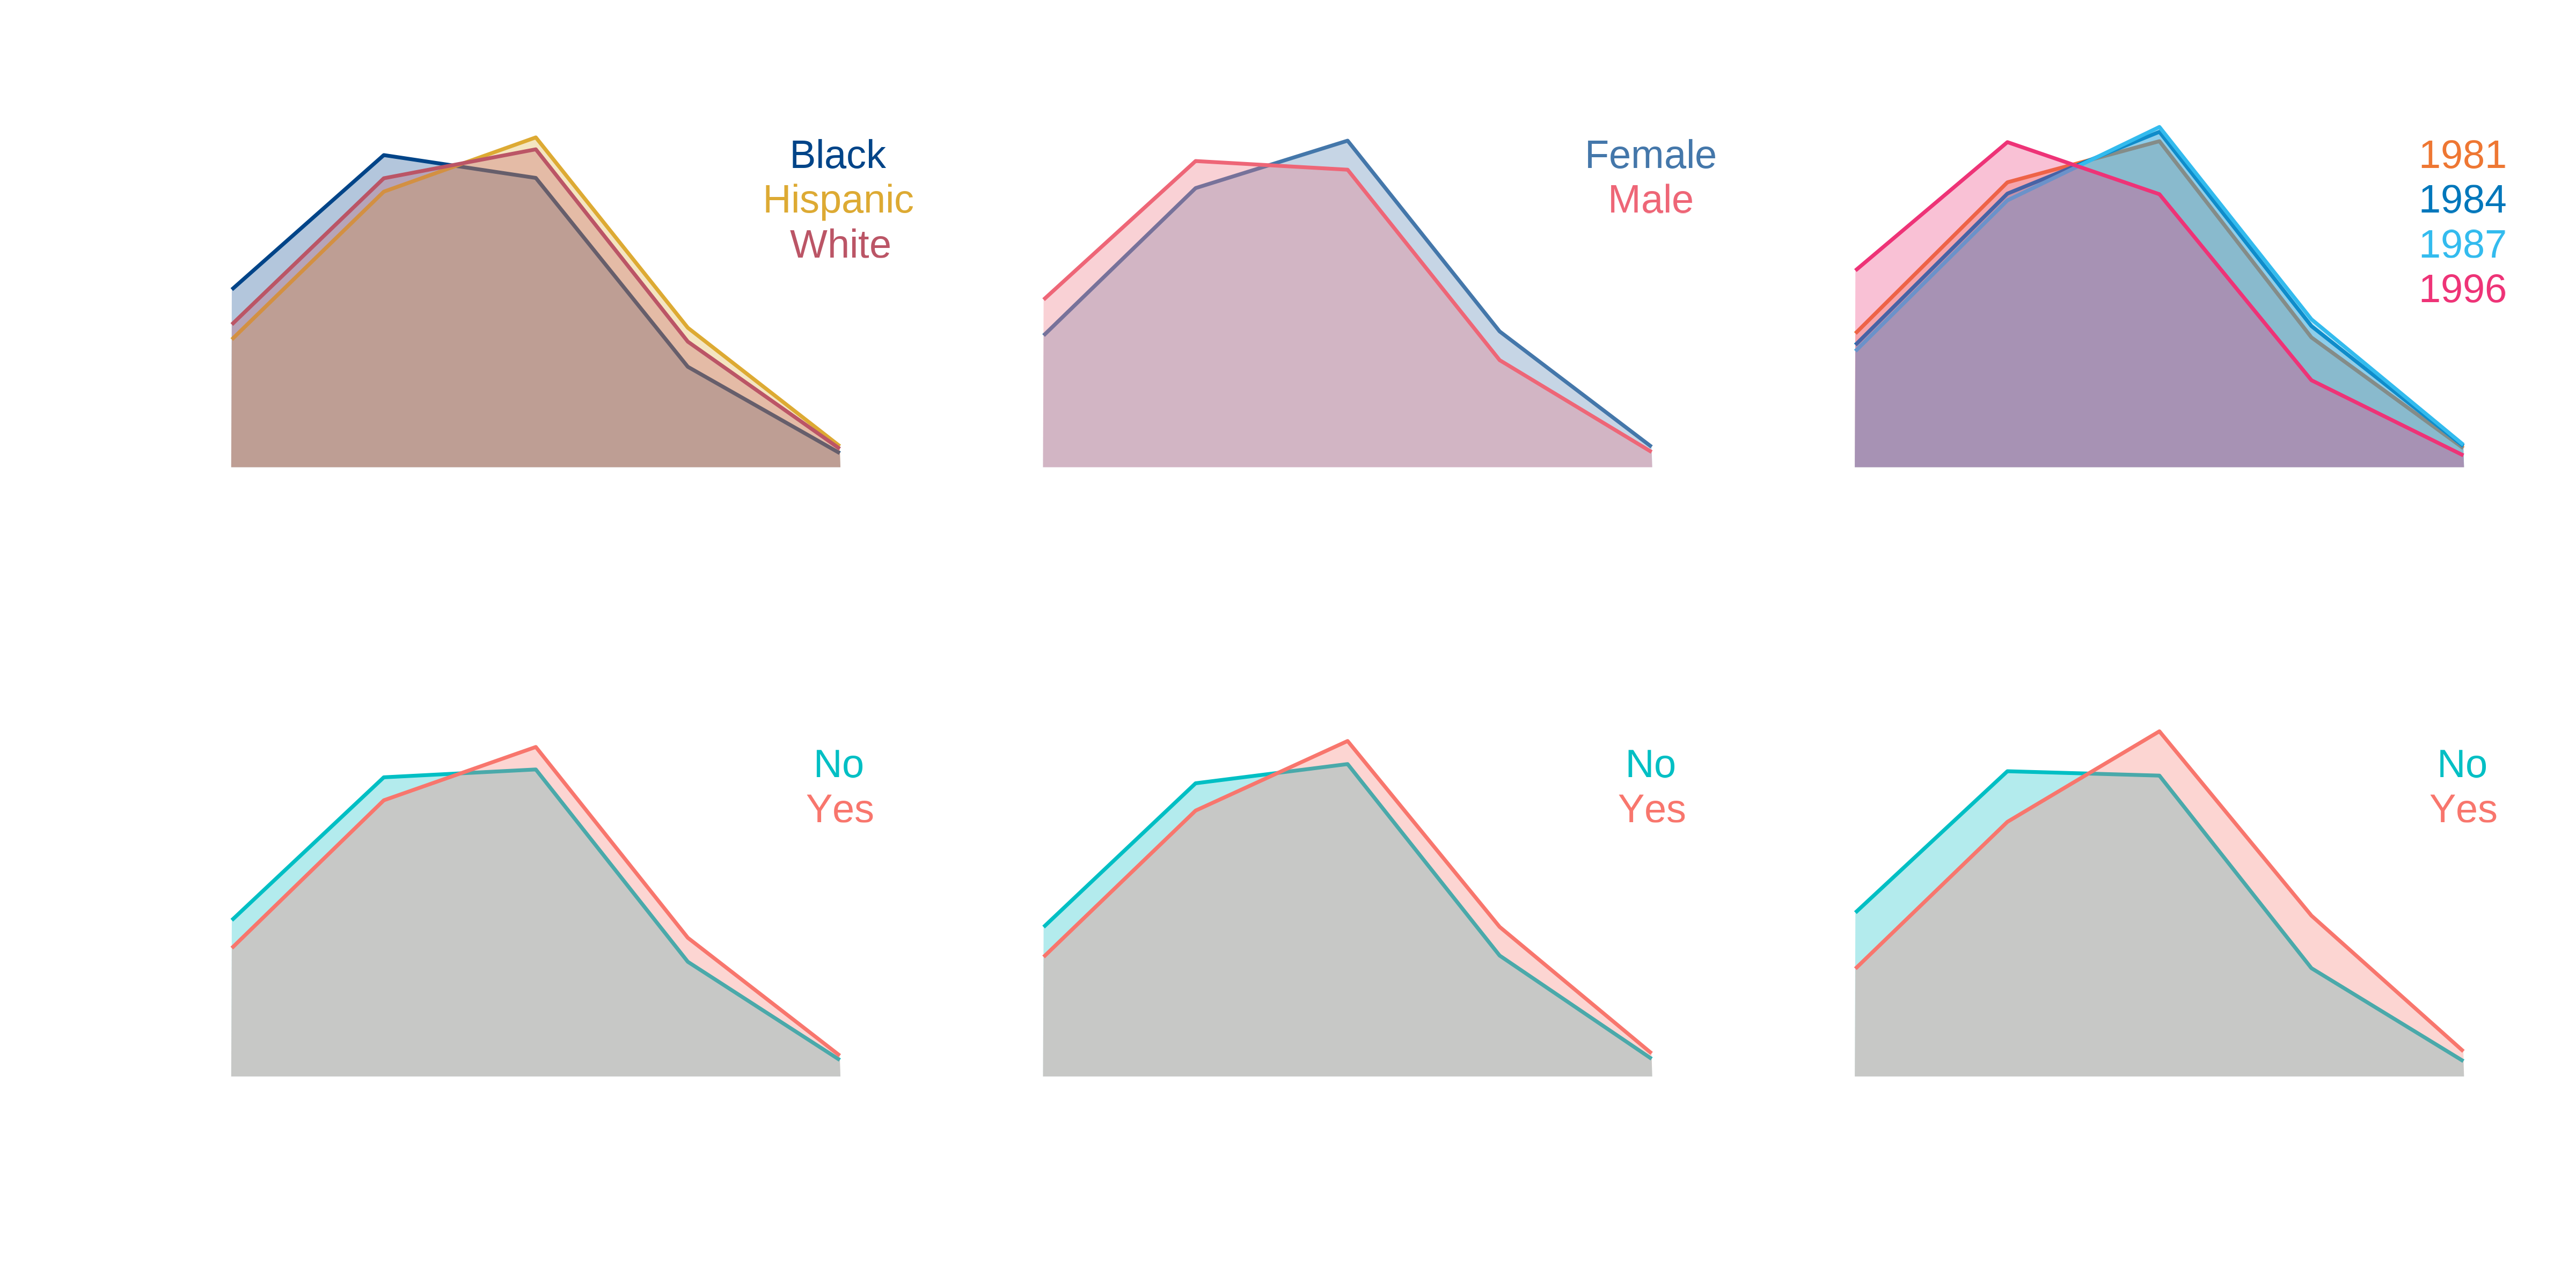 Black
Hispanic
White
Female
Male
1981
1984
1987
1996
No
Yes
No
Yes
No
Yes